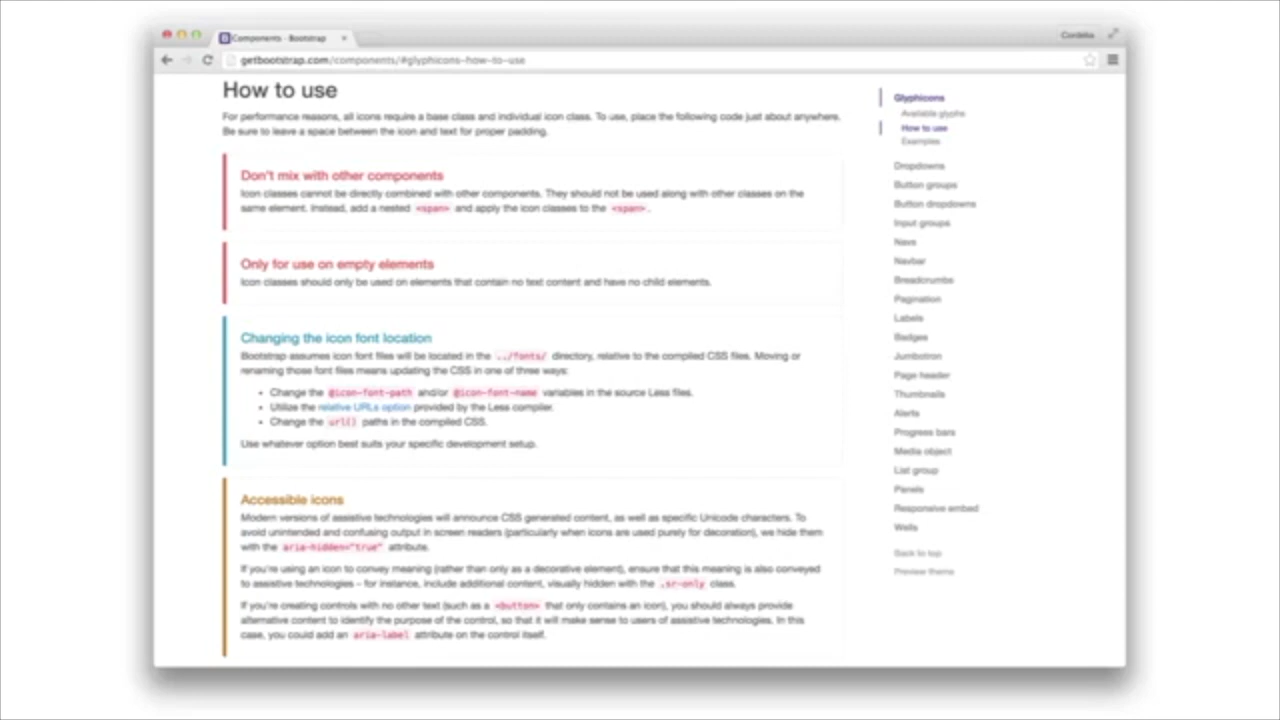 Components · Bootstrap
Cordelia
getbootstrap.com/components/#glyphicons-how-to-use
How to use
For performance reasons, all icons require a base class and individual icon class. To use, place the following code just about anywhere.
Be sure to leave a space between the icon and text for proper padding.
Don't mix with other components
Icon classes cannot be directly combined with other components. They should not be used along with other classes on the
same element. Instead, add a nested <span> and apply the icon classes to the <span>.
Only for use on empty elements
Icon classes should only be used on elements that contain no text content and have no child elements.
Changing the icon font location
Bootstrap assumes icon font files will be located in the ../fonts/ directory, relative to the compiled CSS files. Moving or
renaming those font files means updating the CSS in one of three ways:
• Change the @icon-font-path and/or @icon-font-name variables in the source Less files.
• Utilize the relative URLs option provided by the Less compiler.
• Change the url() paths in the compiled CSS.
Use whatever option best suits your specific development setup.
Accessible icons
Modern versions of assistive technologies will announce CSS generated content, as well as specific Unicode characters. To
avoid unintended and confusing output in screen readers (particularly when icons are used purely for decoration), we hide them
with the aria-hidden="true" attribute.
If you're using an icon to convey meaning (rather than only as a decorative element), ensure that this meaning is also conveyed
to assistive technologies – for instance, include additional content, visually hidden with the .sr-only class.
If you're creating controls with no other text (such as a <button> that only contains an icon), you should always provide
alternative content to identify the purpose of the control, so that it will make sense to users of assistive technologies. In this
case, you could add an aria-label attribute on the control itself.
Glyphicons
Available glyphs
How to use
Examples
Dropdowns
Button groups
Button dropdowns
Input groups
Navs
Navbar
Breadcrumbs
Pagination
Labels
Badges
Jumbotron
Page header
Thumbnails
Alerts
Progress bars
Media object
List group
Panels
Responsive embed
Wells
Back to top
Preview theme